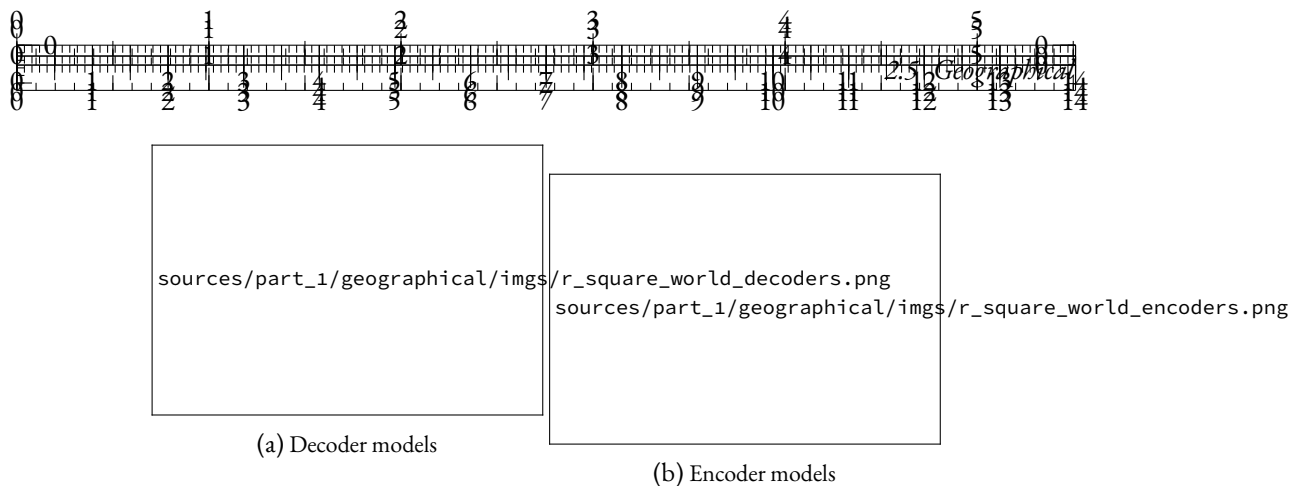 0 1 2 3 4 5
2.5 Geographical
0 1 2 3 4 5 6 7 8 9 10 11 12 13 14
sources/part_1/geographical/imgs/r_square_world_decoders.png
sources/part_1/geographical/imgs/r_square_world_encoders.png
(a) Decoder models
(b) Encoder models